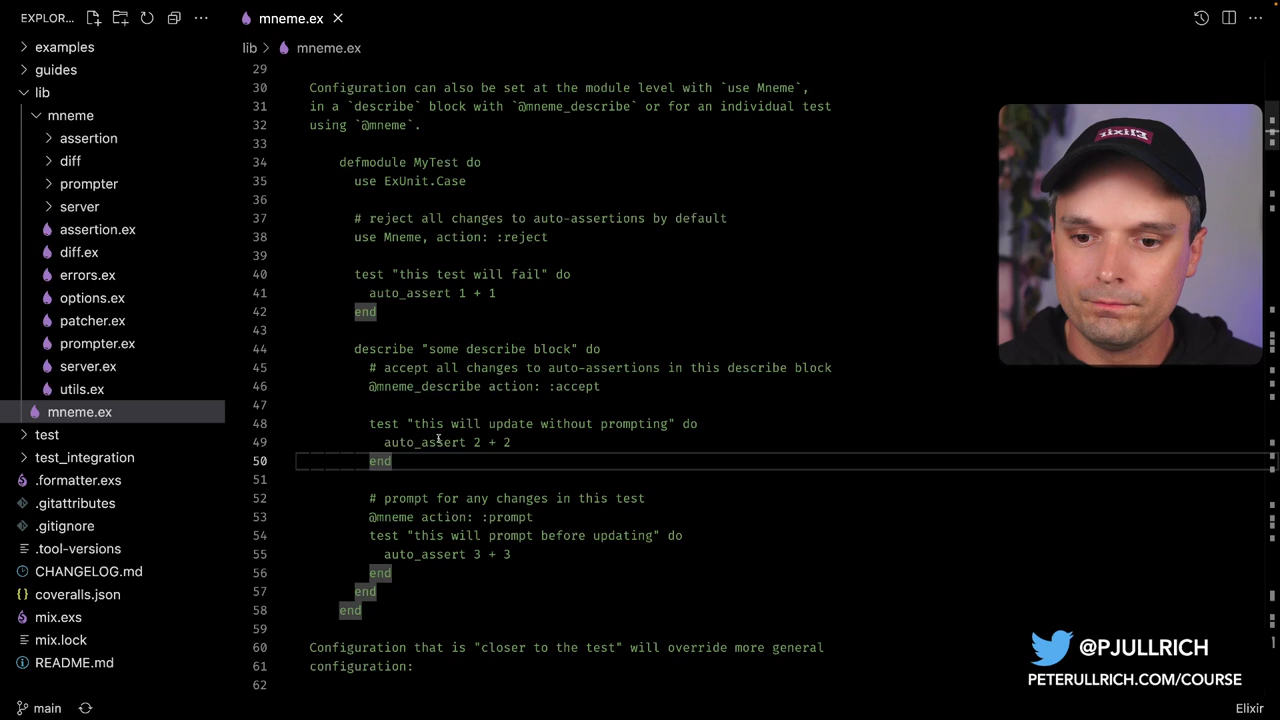 EXPLOR...
mneme.ex
lib
mneme.ex
examples
guides
lib
mneme
assertion
diff
prompter
server
assertion.ex
diff.ex
errors.ex
options.ex
patcher.ex
prompter.ex
server.ex
utils.ex
mneme.ex
test
test_integration
.formatter.exs
.gitattributes
.gitignore
.tool-versions
CHANGELOG.md
coveralls.json
mix.exs
mix.lock
README.md
main
29
30 Configuration can also be set at the module level with `use Mneme`,
31 in a `describe` block with `@mneme_describe` or for an individual test
32 using `@mneme`.
33
34 defmodule MyTest do
35 use ExUnit.Case
36
37 # reject all changes to auto-assertions by default
38 use Mneme, action: :reject
39
40 test "this test will fail" do
41 auto_assert 1 + 1
42 end
43
44 describe "some describe block" do
45 # accept all changes to auto-assertions in this describe block
46 @mneme_describe action: :accept
47
48 test "this will update without prompting" do
49 auto_assert 2 + 2
50 end
51
52 # prompt for any changes in this test
53 @mneme action: :prompt
54 test "this will prompt before updating" do
55 auto_assert 3 + 3
56 end
57 end
58 end
59
60 Configuration that is "closer to the test" will override more general
61 configuration:
62
@PJULLRICH
PETERULLRICH.COM/COURSE
Elixir